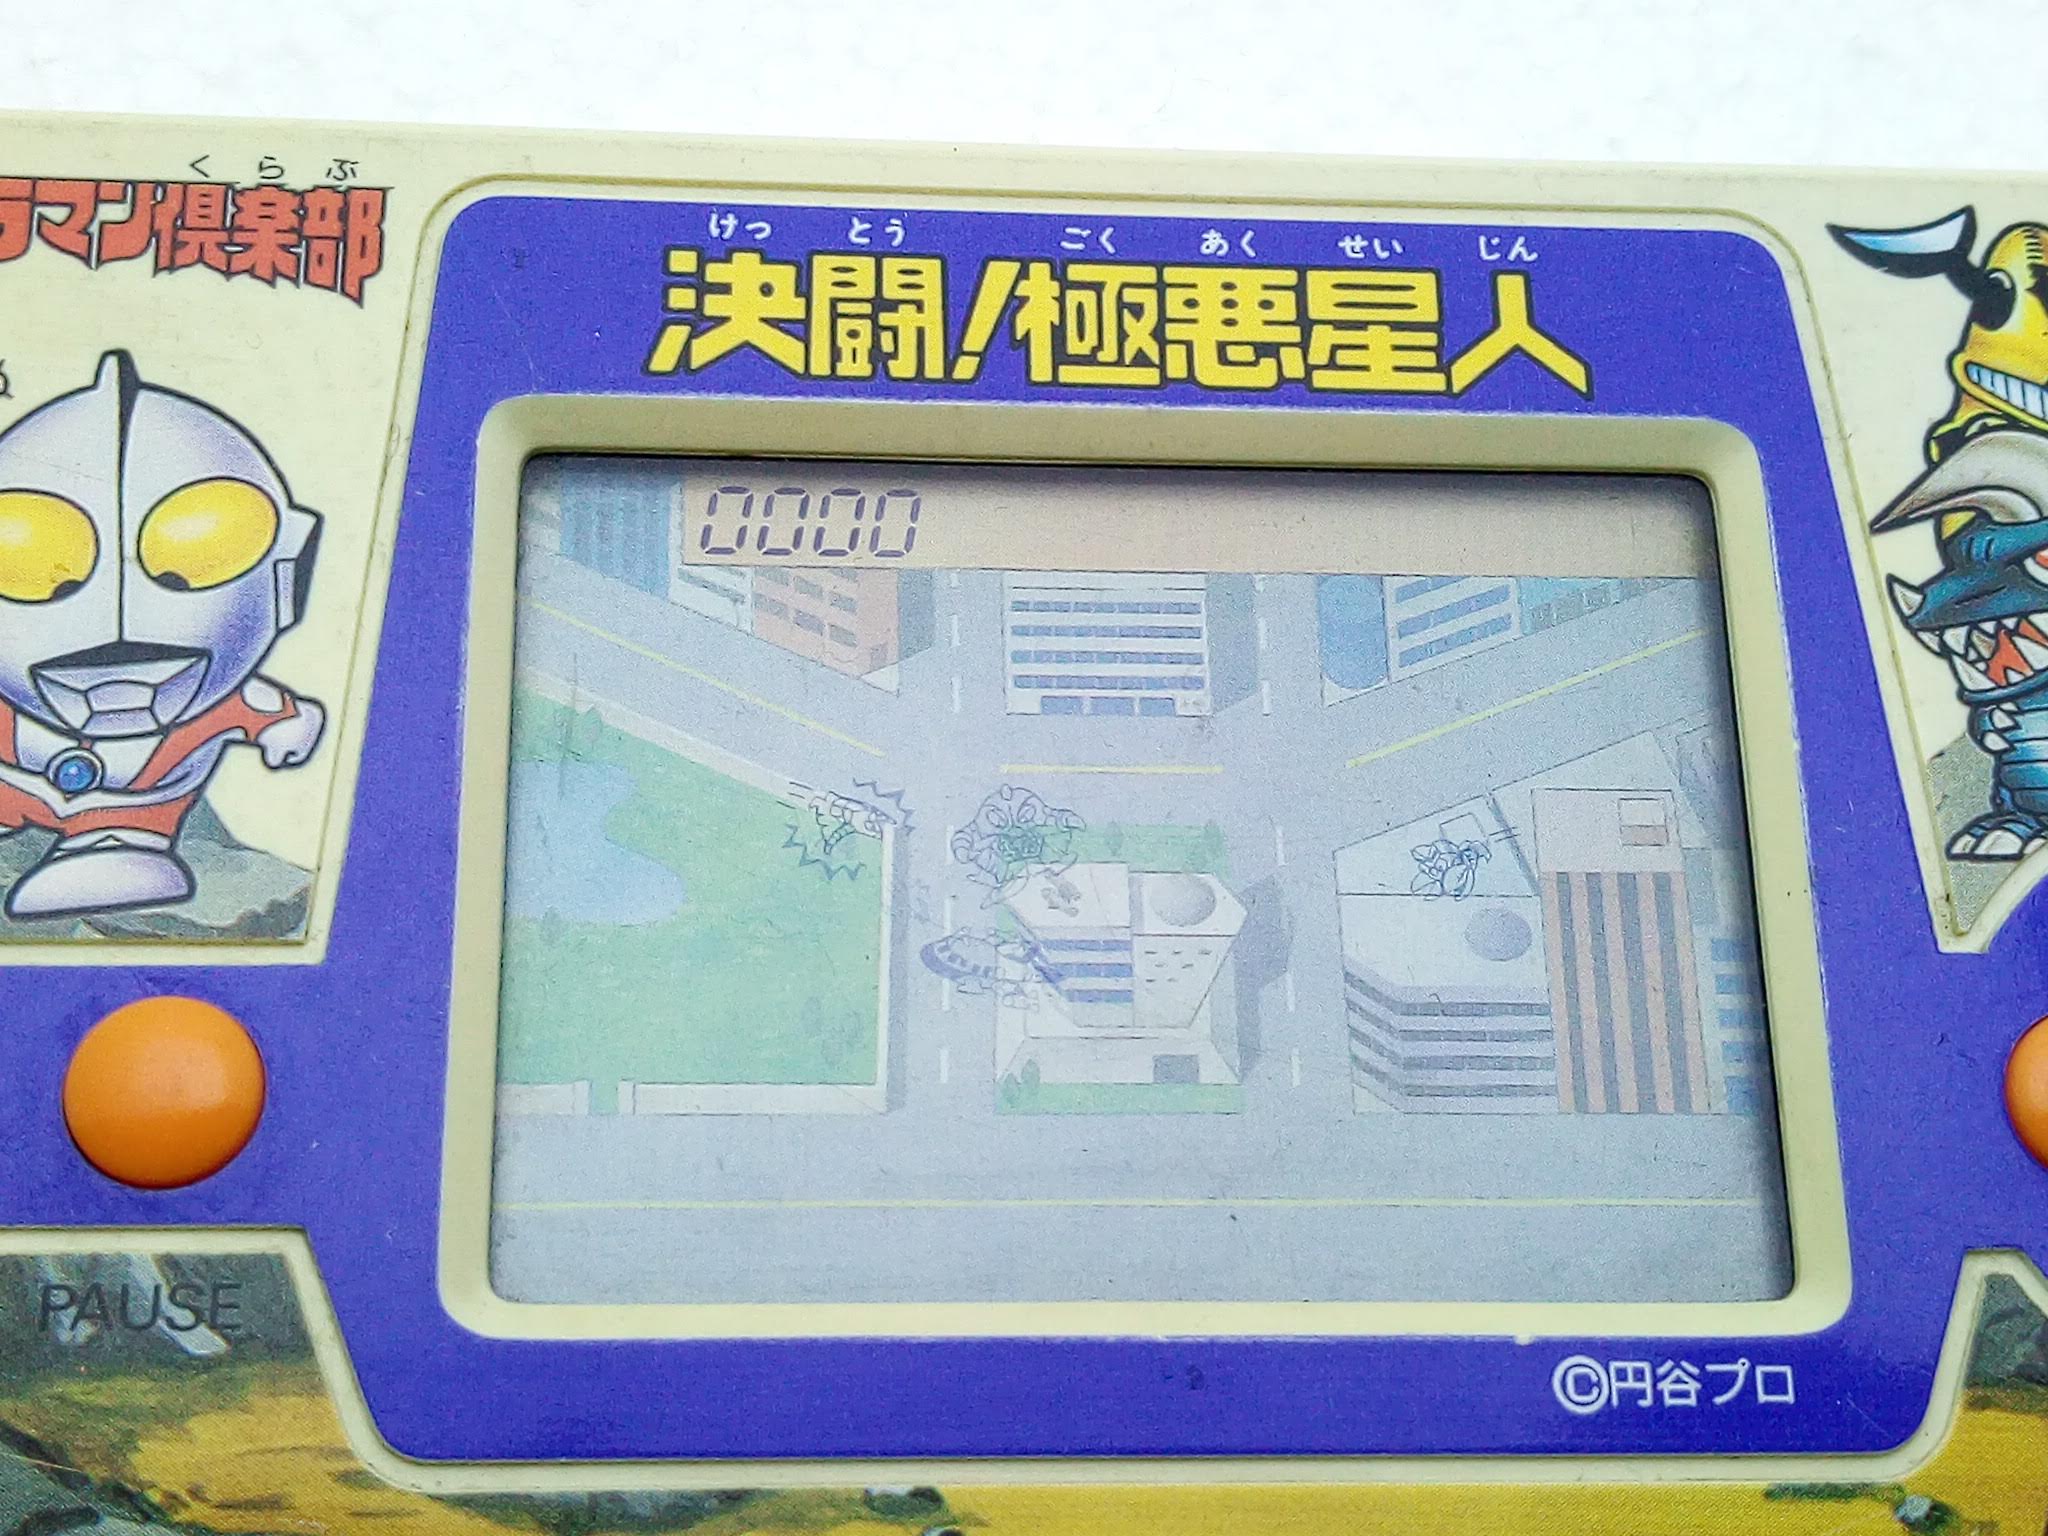 くらぶ
ラマン倶楽部
けっとう ごくあくせいじん
決闘!極悪星人
0000
PAUSE
©円谷プロ